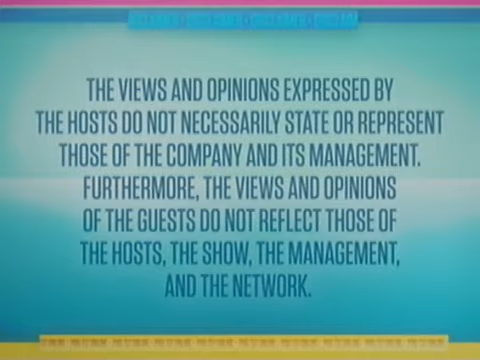 THE VIEWS AND OPINIONS EXPRESSED BY
THE HOSTS DO NOT NECESSARILY STATE OR REPRESENT
THOSE OF THE COMPANY AND ITS MANAGEMENT.
FURTHERMORE, THE VIEWS AND OPINIONS
OF THE GUESTS DO NOT REFLECT THOSE OF
THE HOSTS, THE SHOW, THE MANAGEMENT,
AND THE NETWORK.